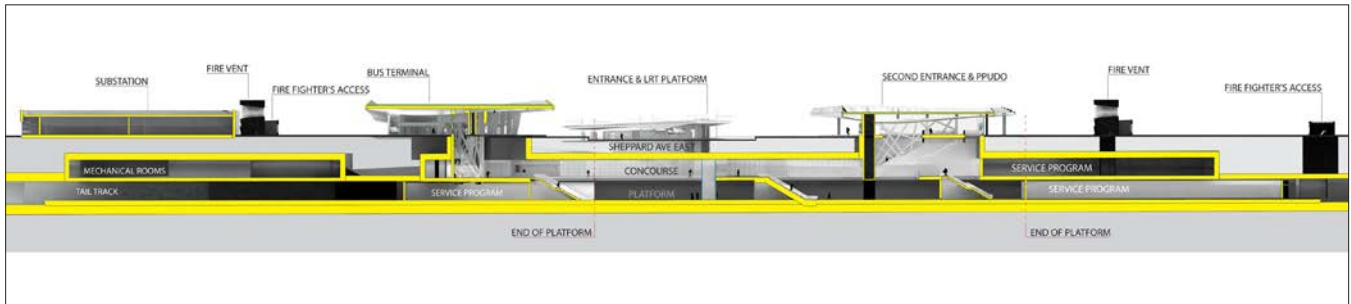 SUBSTATION
FIRE VENT
FIRE FIGHTER'S ACCESS
BUS TERMINAL
ENTRANCE & LRT PLATFORM
SECOND ENTRANCE & PPUDO
FIRE VENT
FIRE FIGHTER'S ACCESS
SHEPPARD AVE EAST
MECHANICAL ROOMS
CONCOURSE
SERVICE PROGRAM
TAIL TRACK
SERVICE PROGRAM
PLATFORM
SERVICE PROGRAM
END OF PLATFORM
END OF PLATFORM